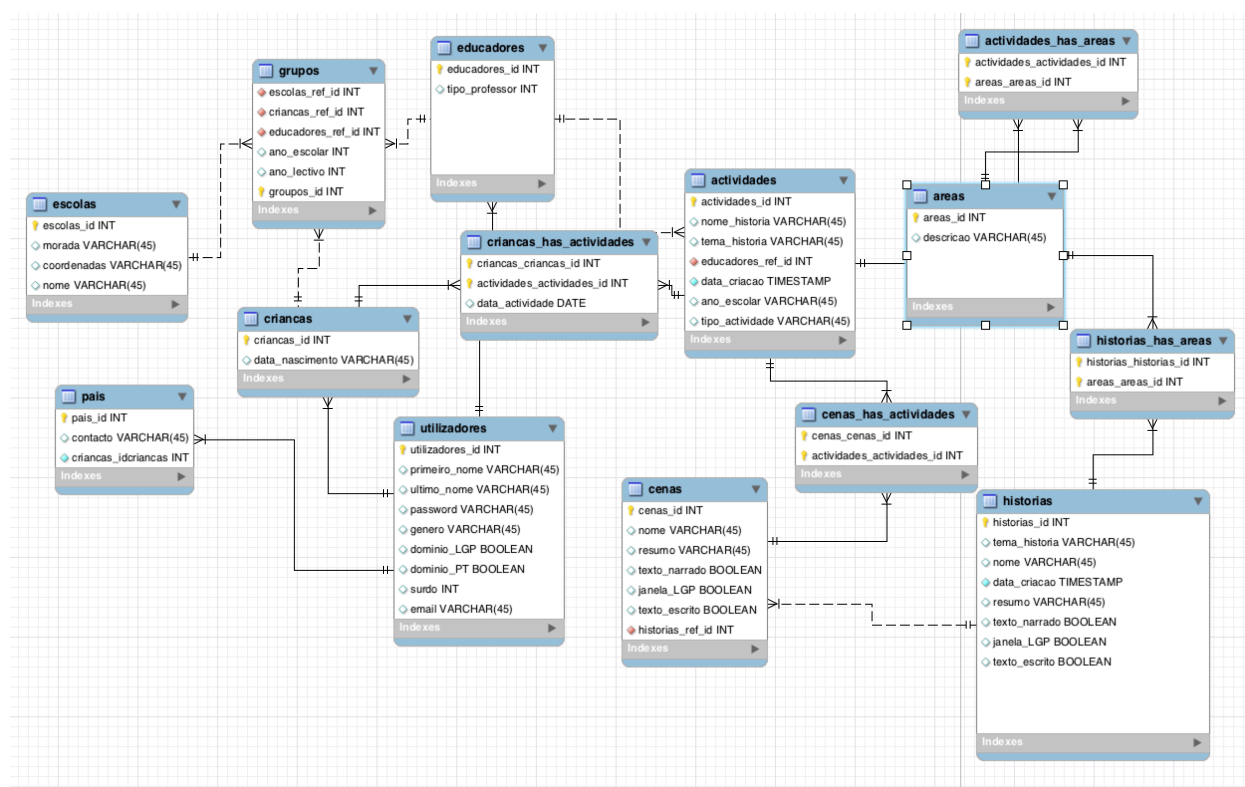 actividades_has_areas
actividades_actividades_id INT
areas_areas_id INT
Indexes
educadores
educadores_id INT
tipo_professor INT
Indexes
grupos
escolas_ref_id INT
criancas_ref_id INT
educadores_ref_id INT
ano_escolar INT
ano_lectivo INT
groupos_id INT
Indexes
actividades
actividades_id INT
nome_historia VARCHAR(45)
tema_historia VARCHAR(45)
educadores_ref_id INT
data_criacao TIMESTAMP
ano_escolar VARCHAR(45)
tipo_actividade VARCHAR(45)
Indexes
areas
areas_id INT
descricao VARCHAR(45)
Indexes
escolas
escolas_id INT
morada VARCHAR(45)
coordenadas VARCHAR(45)
nome VARCHAR(45)
Indexes
criancas_has_actividades
criancas_criancas_id INT
actividades_actividades_id INT
data_actividade DATE
Indexes
criancas
criancas_id INT
data_nascimento VARCHAR(45)
Indexes
historias_has_areas
historias_historias_id INT
areas_areas_id INT
Indexes
pais
pais_id INT
contacto VARCHAR(45)
criancas_idcriancas INT
Indexes
utilizadores
utilizadores_id INT
primeiro_nome VARCHAR(45)
ultimo_nome VARCHAR(45)
password VARCHAR(45)
genero VARCHAR(45)
dominio_LGP BOOLEAN
dominio_PT BOOLEAN
surdo INT
email VARCHAR(45)
Indexes
cenas_has_actividades
cenas_cenas_id INT
actividades_actividades_id INT
Indexes
cenas
cenas_id INT
nome VARCHAR(45)
resumo VARCHAR(45)
texto_narrado BOOLEAN
janela_LGP BOOLEAN
texto_escrito BOOLEAN
historias_ref_id INT
Indexes
historias
historias_id INT
tema_historia VARCHAR(45)
nome VARCHAR(45)
data_criacao TIMESTAMP
resumo VARCHAR(45)
texto_narrado BOOLEAN
janela_LGP BOOLEAN
texto_escrito BOOLEAN
Indexes